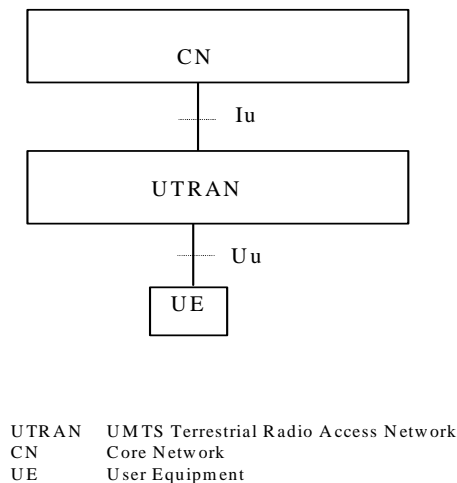 CN
Iu
UTRAN
Uu
UE
UTRAN UMTS Terrestrial Radio Access Network
CN Core Network
UE User Equipment